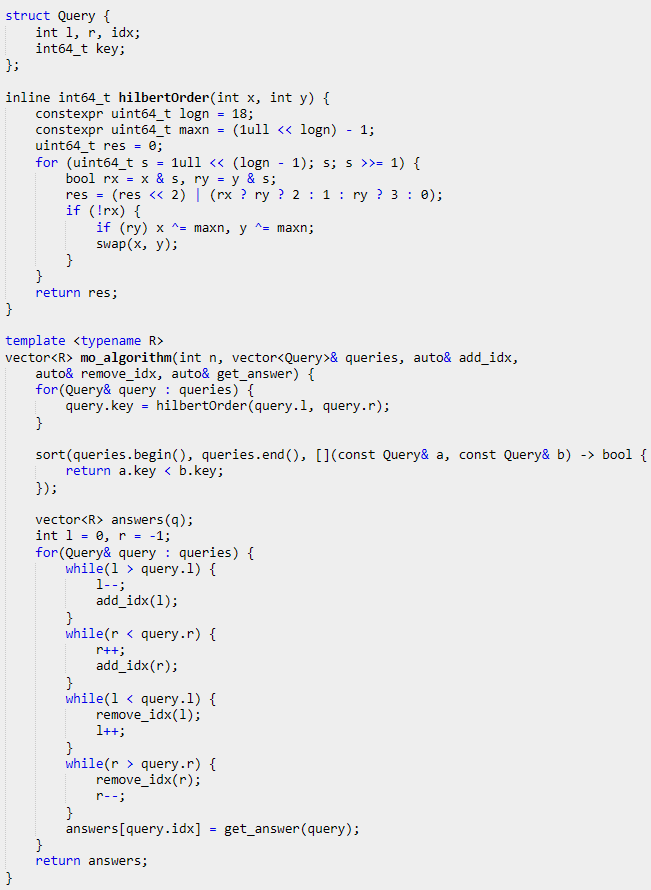 struct Query {
    int l, r, idx;
    int64_t key;
};

inline int64_t hilbertOrder(int x, int y) {
    constexpr uint64_t logn = 18;
    constexpr uint64_t maxn = (1ull << logn) - 1;
    uint64_t res = 0;
    for (uint64_t s = 1ull << (logn - 1); s; s >>= 1) {
        bool rx = x & s, ry = y & s;
        res = (res << 2) | (rx ? ry ? 2 : 1 : ry ? 3 : 0);
        if (!rx) {
            if (ry) x ^= maxn, y ^= maxn;
            swap(x, y);
        }
    }
    return res;
}

template <typename R>
vector<R> mo_algorithm(int n, vector<Query>& queries, auto& add_idx,
    auto& remove_idx, auto& get_answer) {
    for(Query& query : queries) {
        query.key = hilbertOrder(query.l, query.r);
    }

    sort(queries.begin(), queries.end(), [](const Query& a, const Query& b) -> bool {
        return a.key < b.key;
    });

    vector<R> answers(q);
    int l = 0, r = -1;
    for(Query& query : queries) {
        while(l > query.l) {
            l--;
            add_idx(l);
        }
        while(r < query.r) {
            r++;
            add_idx(r);
        }
        while(l < query.l) {
            remove_idx(l);
            l++;
        }
        while(r > query.r) {
            remove_idx(r);
            r--;
        }
        answers[query.idx] = get_answer(query);
    }
    return answers;
}